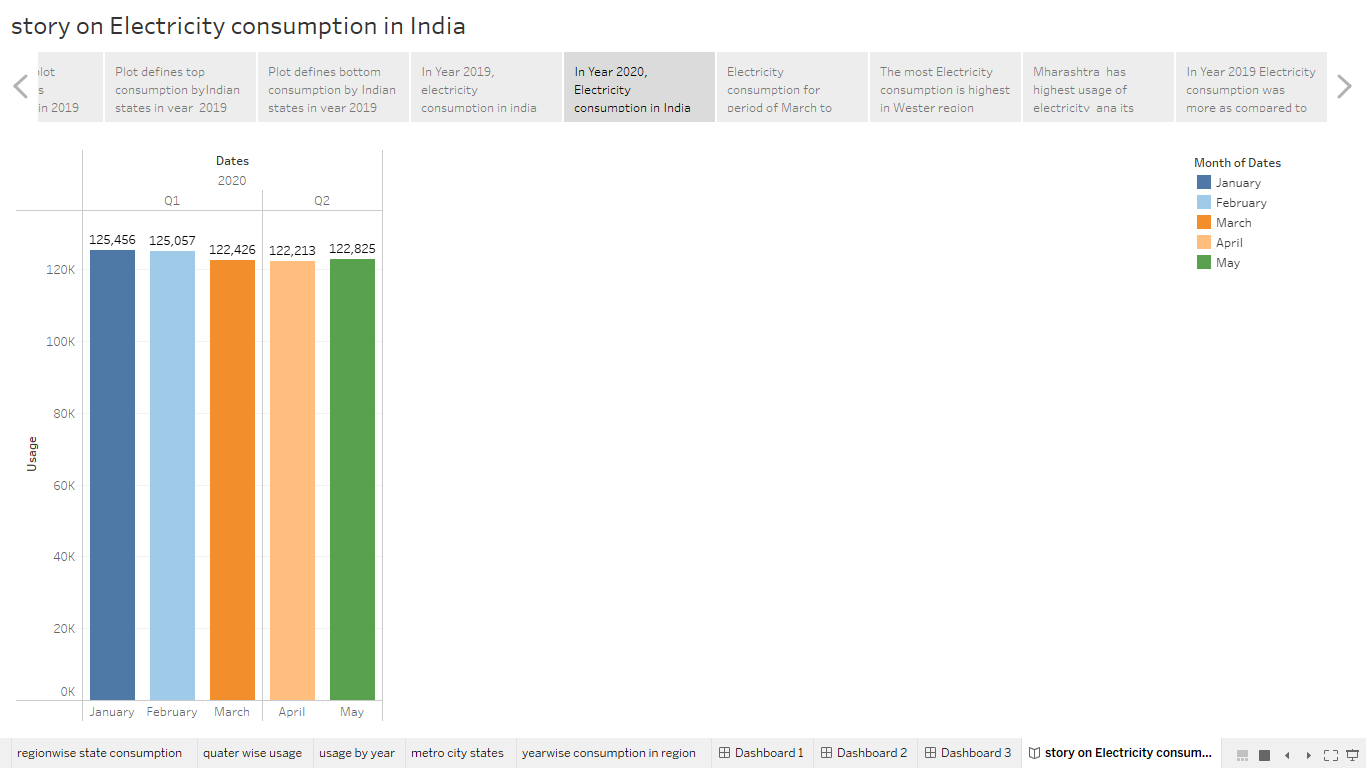 story on Electricity consumption in India
in 2019
Plot defines top
consumption byIndian
states in year 2019
Plot defines bottom
consumption by Indian
states in year 2019
In Year 2019,
electricity
consumption in india
In Year 2020,
Electricity
consumption in India
Electricity
consumption for
period of March to
The most Electricity
consumption is highest
in Wester region
Mharashtra has
highest usage of
electricity ana its
In Year 2019 Electricity
consumption was
more as compared to
Dates
2020
Q1
Q2
125,456
125,057
122,426
122,213
122,825
120K
100K
80K
60K
40K
20K
0K
Usage
January
February
March
April
May
Month of Dates
January
February
March
April
May
regionwise state consumption
quater wise usage
usage by year
metro city states
yearwise consumption in region
Dashboard 1
Dashboard 2
Dashboard 3
story on Electricity consum...